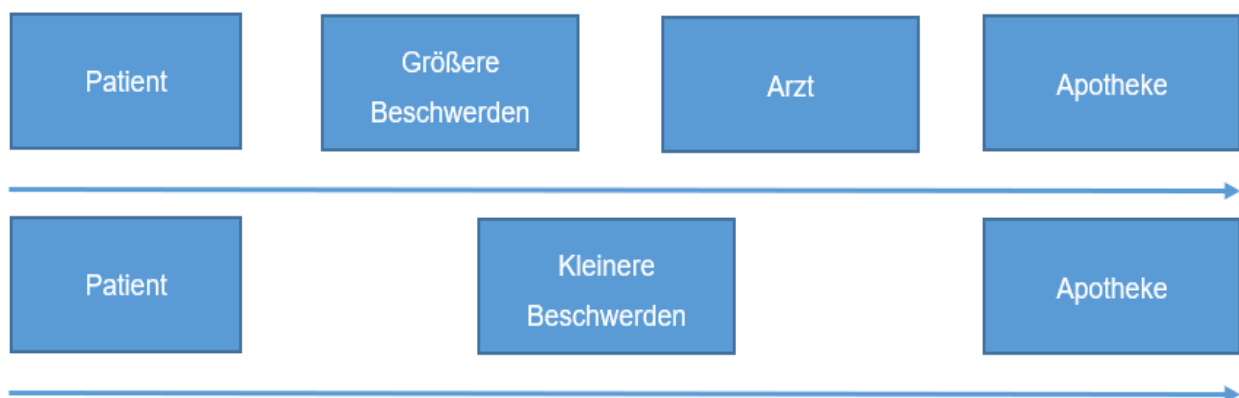 Patient
Größere
Beschwerden
Arzt
Apotheke
Patient
Kleinere
Beschwerden
Apotheke